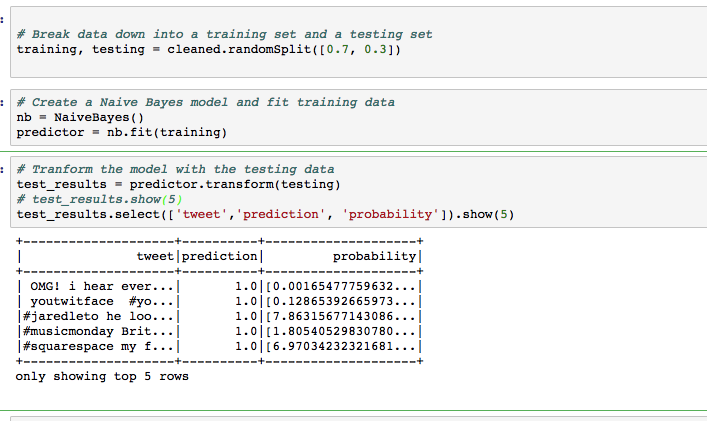 :
# Break data down into a training set and a testing set
training, testing = cleaned.randomSplit([0.7, 0.3])
:
# Create a Naive Bayes model and fit training data
nb = NaiveBayes()
predictor = nb.fit(training)
:
# Tranform the model with the testing data
test_results = predictor.transform(testing)
# test_results.show(5)
test_results.select(['tweet','prediction', 'probability']).show(5)
+--------------------+----------+--------------------+
|               tweet|prediction|         probability|
+--------------------+----------+--------------------+
| OMG! i hear ever...|       1.0|[0.00165477759632...|
| youtwitface  #yo...|       1.0|[0.12865392665973...|
|#jaredleto he loo...|       1.0|[7.86315677143086...|
|#musicmonday Brit...|       1.0|[1.80540529830780...|
|#squarespace my f...|       1.0|[6.97034232321681...|
+--------------------+----------+--------------------+
only showing top 5 rows